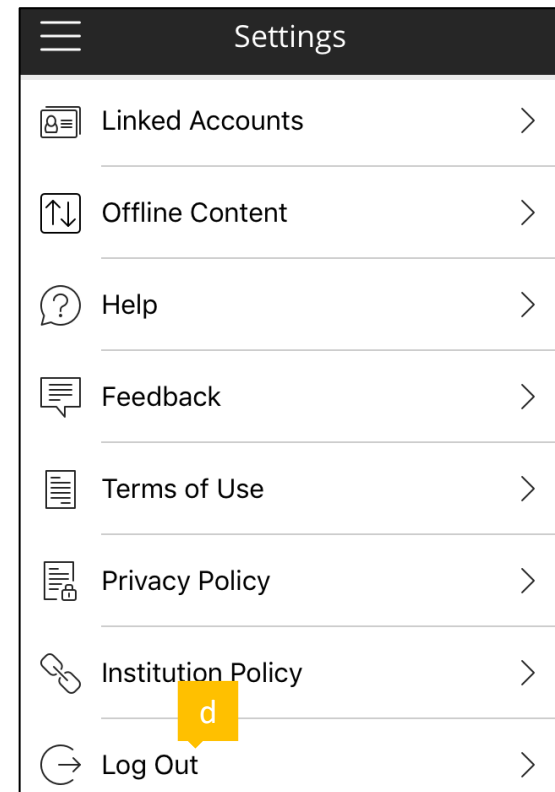 Settings
Linked Accounts
Offline Content
Help
Feedback
Terms of Use
Privacy Policy
Institution Policy
d
Log Out